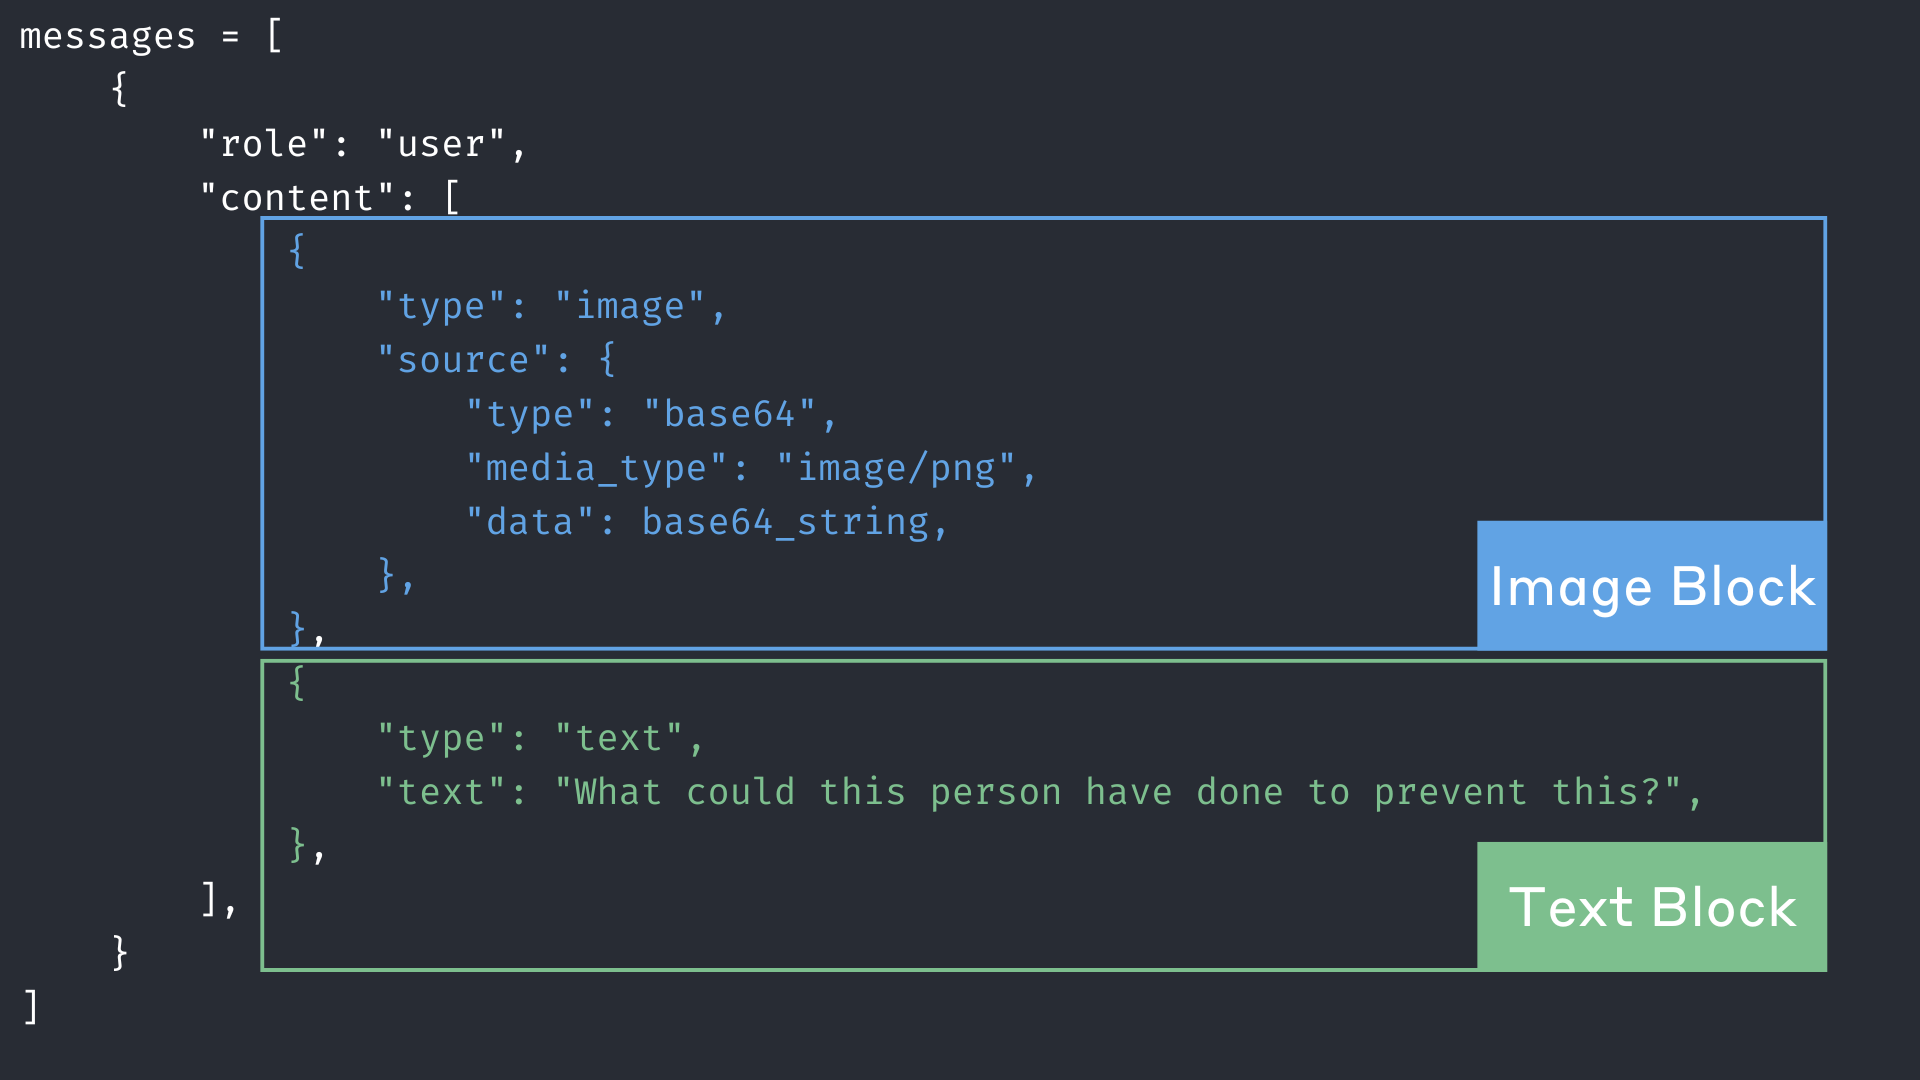 messages = [
    {
        "role": "user",
        "content": [
            {
                "type": "image",
                "source": {
                    "type": "base64",
                    "media_type": "image/png",
                    "data": base64_string,
                },
            },
Image Block
            {
                "type": "text",
                "text": "What could this person have done to prevent this?",
            },
Text Block
        ],
    }
]